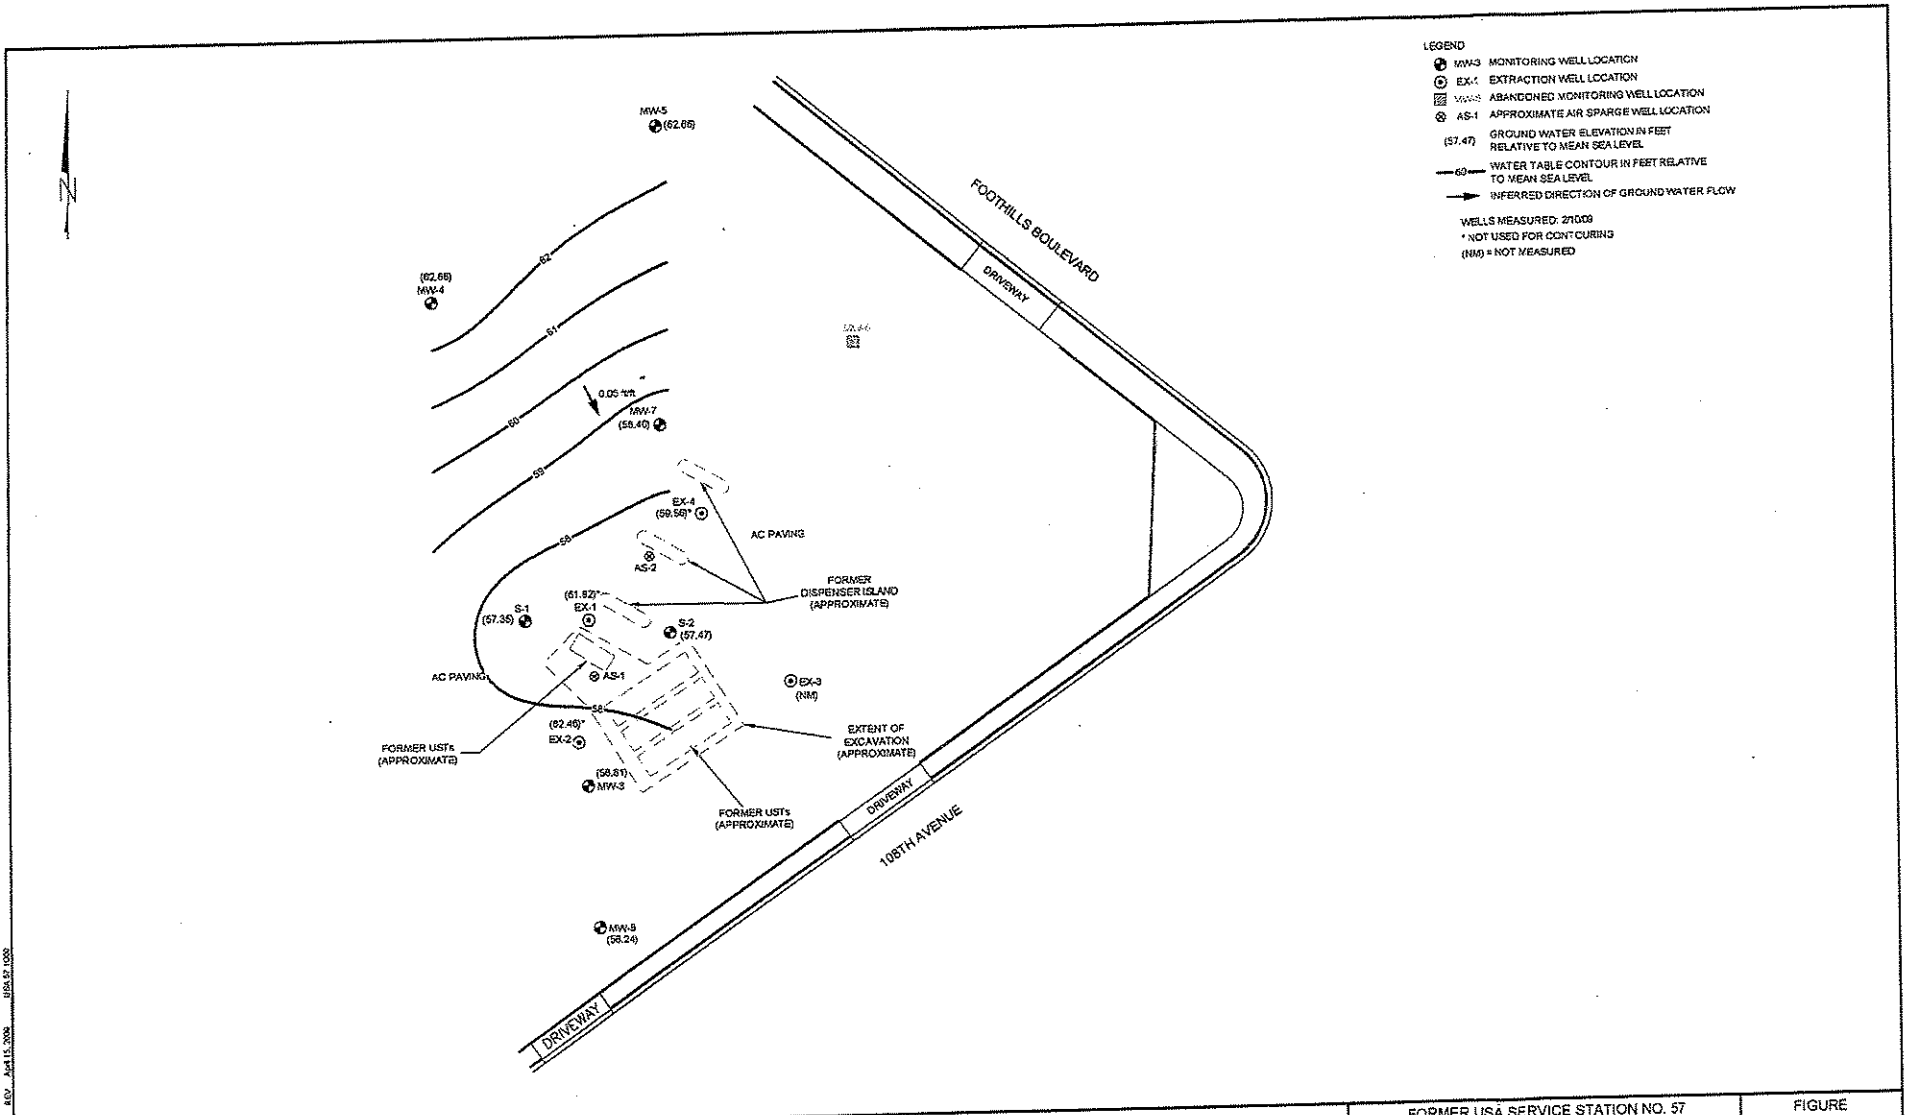 LEGEND
MW-3 MONITORING WELL LOCATION
EX-1 EXTRACTION WELL LOCATION
ABANDONED MONITORING WELL LOCATION
AS-1 APPROXIMATE AIR SPARGE WELL LOCATION
(57.47) GROUND WATER ELEVATION IN FEET
RELATIVE TO MEAN SEA LEVEL
60 WATER TABLE CONTOUR IN FEET RELATIVE
TO MEAN SEA LEVEL
INFERRED DIRECTION OF GROUND WATER FLOW
WELLS MEASURED: 2/10/09
* NOT USED FOR CONTOURING
(NM) = NOT MEASURED
N
MW-5
(62.66)
FOOTHILLS BOULEVARD
DRIVEWAY
62
(62.66)
MW-4
61
60
0.05 ft/ft
MW-7
(58.40)
59
EX-4
(59.56)*
58
AC PAVING
AS-2
FORMER
DISPENSER ISLAND
(APPROXIMATE)
(61.92)*
EX-1
S-1
(57.35)
S-2
(57.47)
AC PAVING
AS-1
EX-3
(NM)
58
(62.46)*
EX-2
EXTENT OF
EXCAVATION
(APPROXIMATE)
FORMER USTs
(APPROXIMATE)
(58.81)
MW-3
FORMER USTs
(APPROXIMATE)
DRIVEWAY
108TH AVENUE
(58.24)
DRIVEWAY
REV. April 15, 2009
FORMER USA SERVICE STATION NO. 57
FIGURE